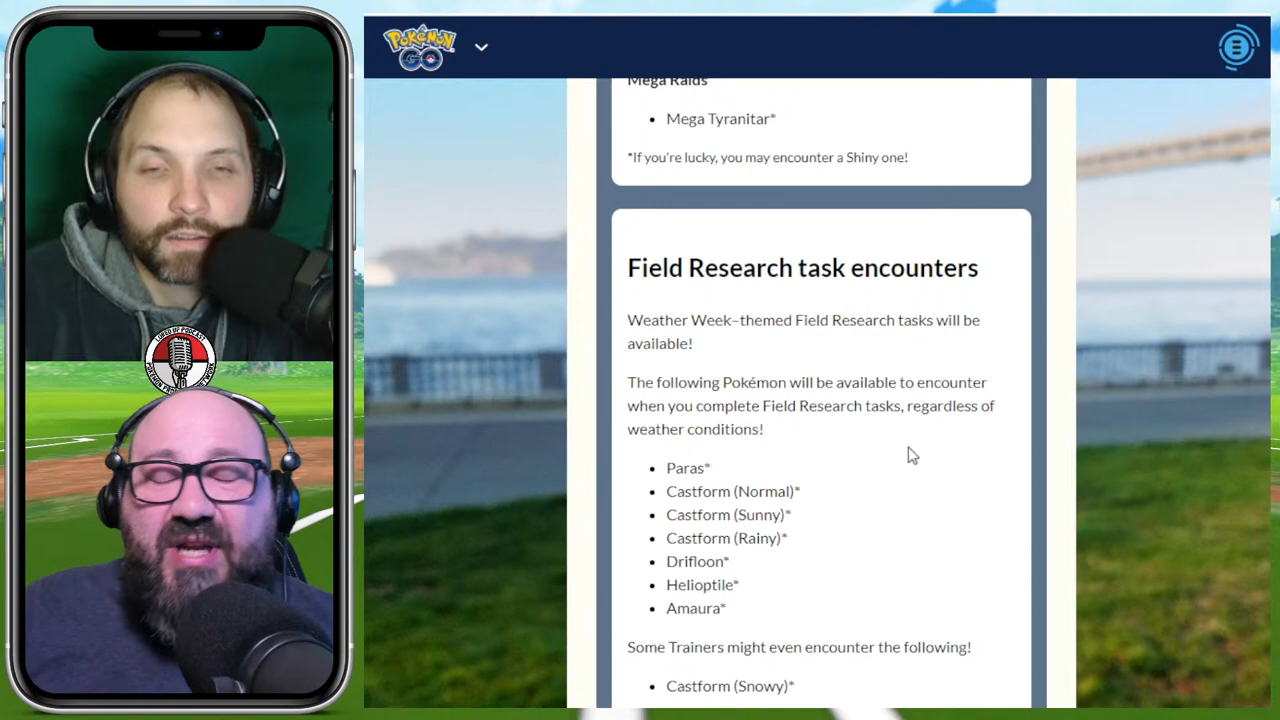 POKÉMON
GO
Mega Raids
• Mega Tyranitar*
*If you're lucky, you may encounter a Shiny one!
Field Research task encounters
Weather Week–themed Field Research tasks will be
available!
The following Pokémon will be available to encounter
when you complete Field Research tasks, regardless of
weather conditions!
• Paras*
• Castform (Normal)*
• Castform (Sunny)*
• Castform (Rainy)*
• Drifloon*
• Helioptile*
• Amaura*
Some Trainers might even encounter the following!
• Castform (Snowy)*